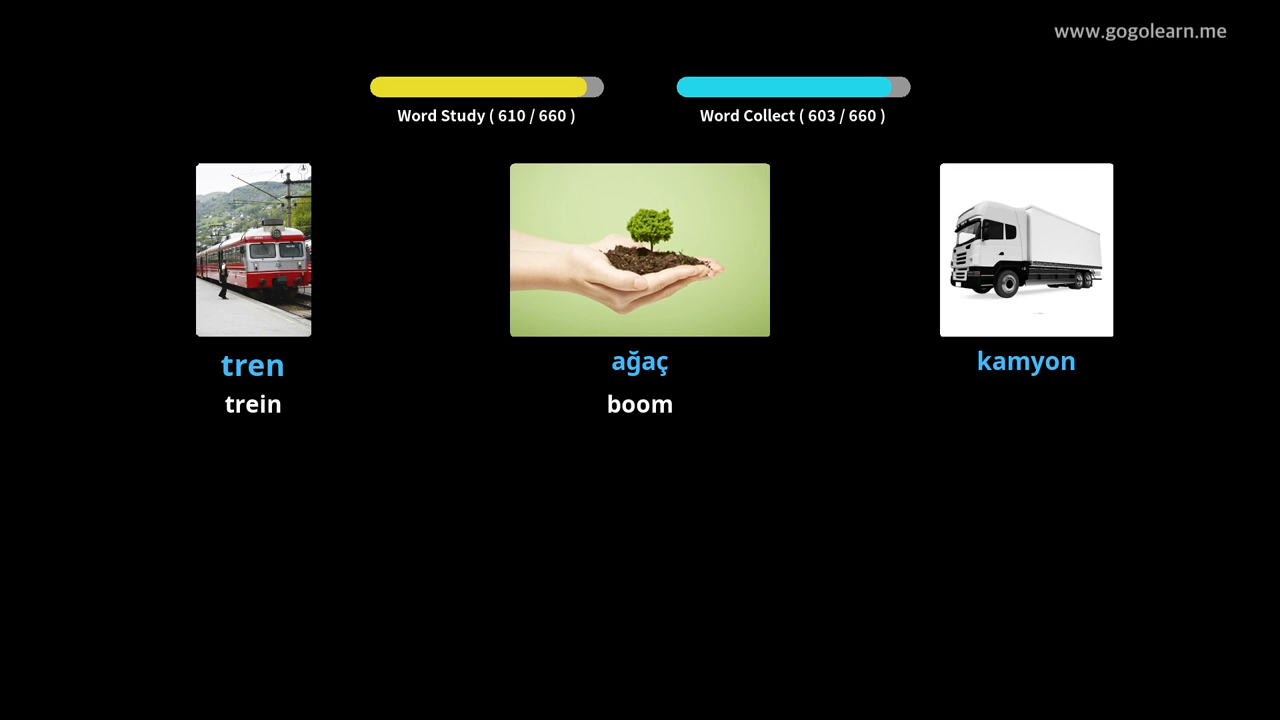 www.gogolearn.me
Word Study ( 610 / 660 )
Word Collect ( 603 / 660 )
tren
ağaç
kamyon
trein
boom